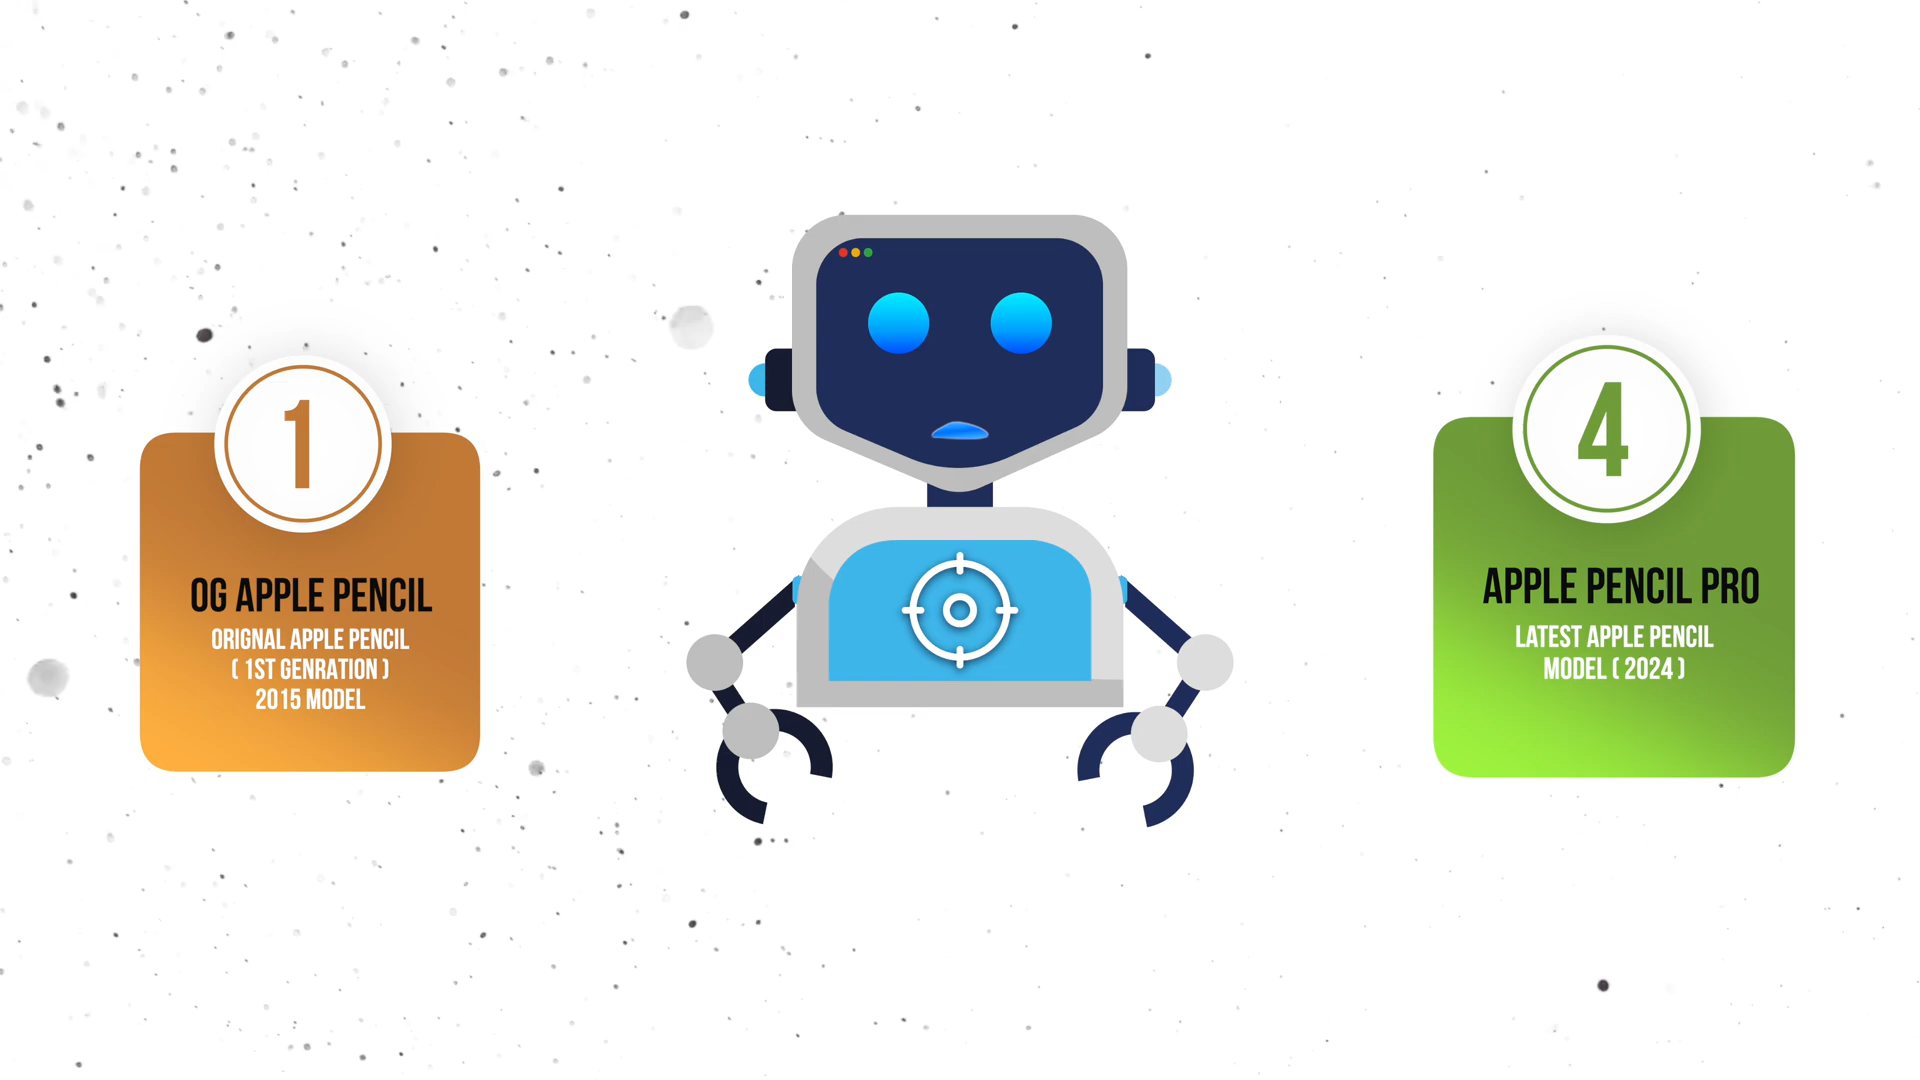 1
OG APPLE PENCIL
ORIGNAL APPLE PENCIL
( 1ST GENRATION )
2015 MODEL
4
APPLE PENCIL PRO
LATEST APPLE PENCIL
MODEL ( 2024 )